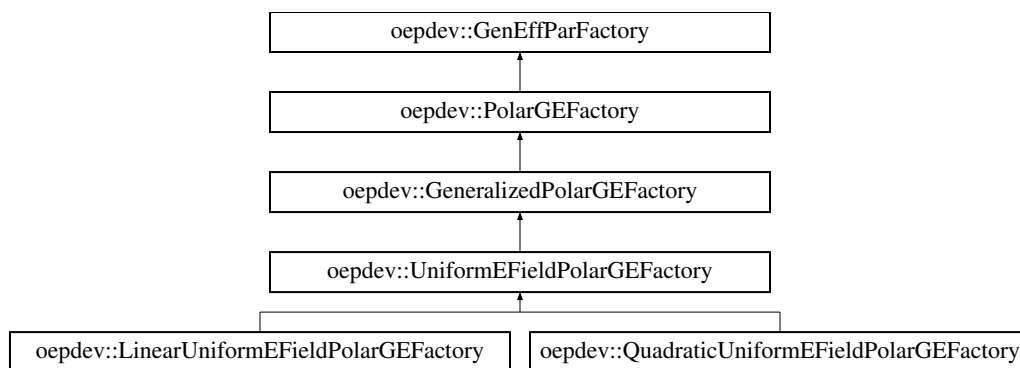 oepdev::GenEffParFactory
oepdev::PolarGEFactory
oepdev::GeneralizedPolarGEFactory
oepdev::UniformEFieldPolarGEFactory
oepdev::LinearUniformEFieldPolarGEFactory
oepdev::QuadraticUniformEFieldPolarGEFactory